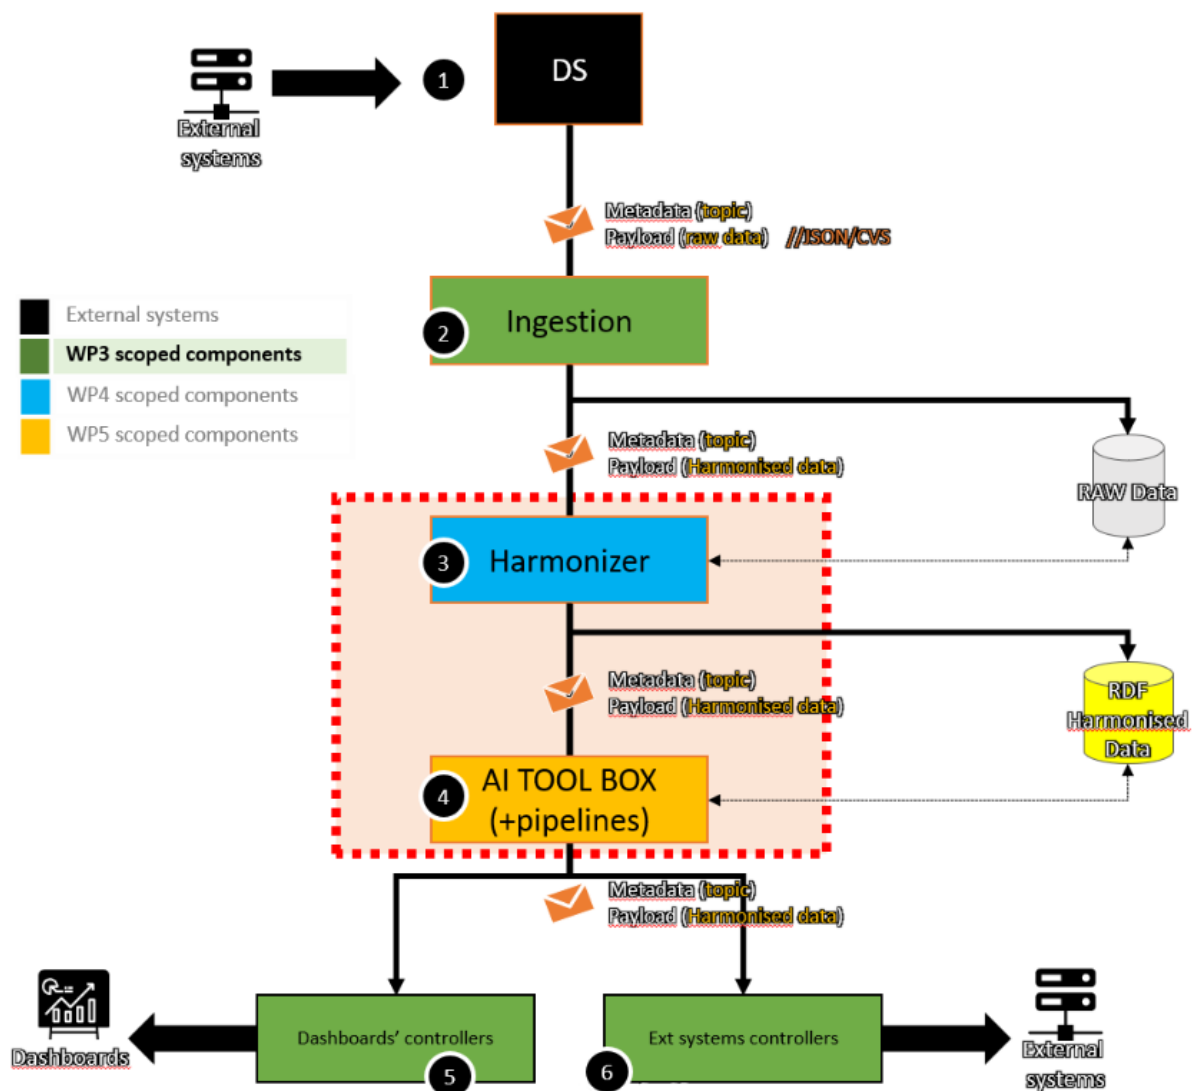 DS
1
External
systems
Metadata (topic)
Payload (raw data) //JSON/CVS
Ingestion
2
External systems
WP3 scoped components
WP4 scoped components
WP5 scoped components
Metadata (topic)
Payload (Harmonised data)
RAW Data
Harmonizer
3
Metadata (topic)
Payload (Harmonised data)
RDF
Harmonised
Data
AI TOOL BOX
(+pipelines)
4
Metadata (topic)
Payload (Harmonised data)
Dashboards
Dashboards' controllers
5
Ext systems controllers
6
External
systems